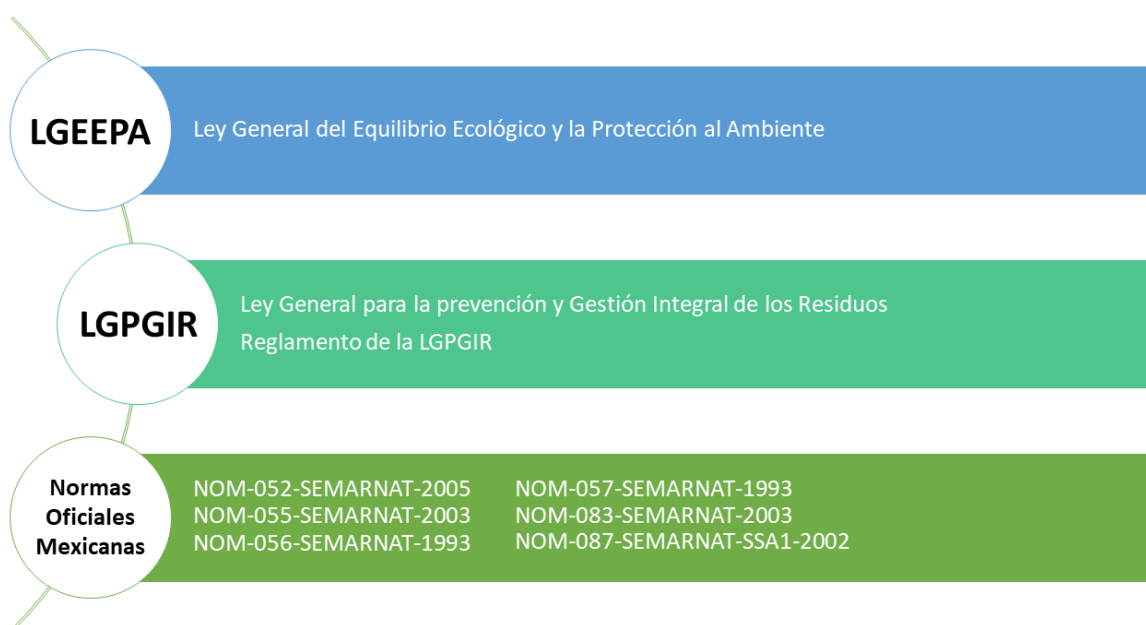 LGEEPA
Ley General del Equilibrio Ecológico y la Protección al Ambiente
LGPGIR
Ley General para la prevención y Gestión Integral de los Residuos
Reglamento de la LGPGIR
Normas
Oficiales
Mexicanas
NOM-052-SEMARNAT-2005
NOM-055-SEMARNAT-2003
NOM-056-SEMARNAT-1993
NOM-057-SEMARNAT-1993
NOM-083-SEMARNAT-2003
NOM-087-SEMARNAT-SSA1-2002